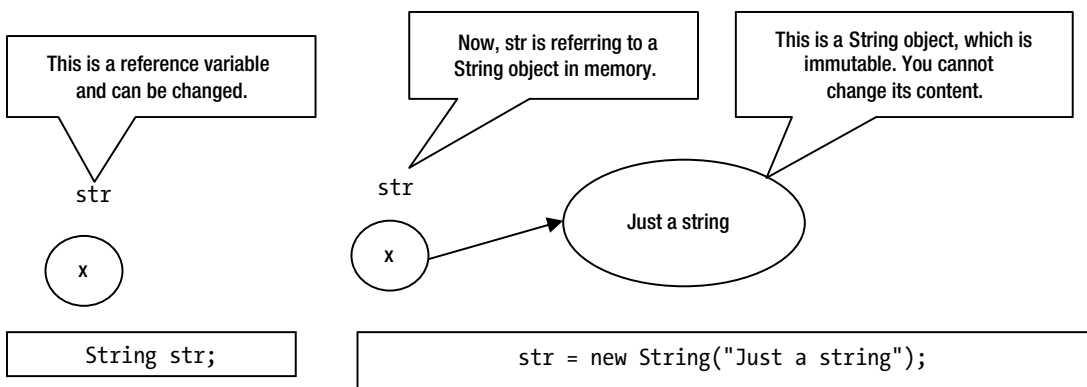 This is a reference variable
and can be changed.
str
x
String str;
Now, str is referring to a
String object in memory.
str
x
This is a String object, which is
immutable. You cannot
change its content.
Just a string
str = new String("Just a string");